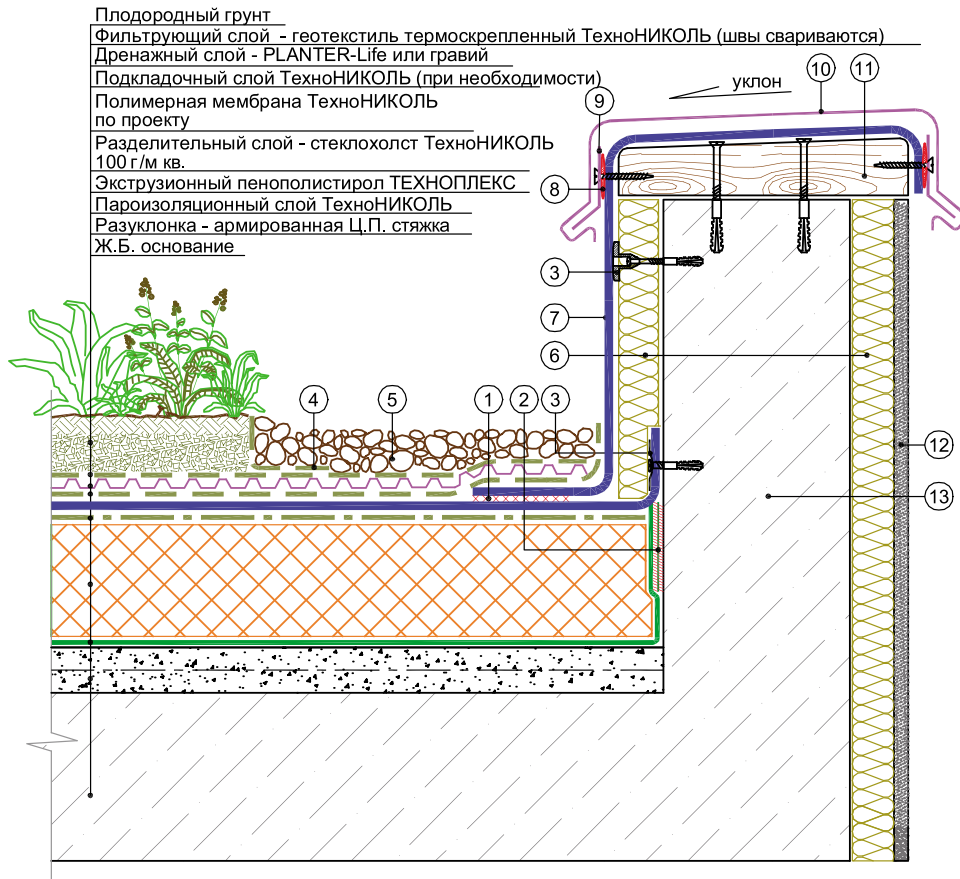 Плодородный грунт
Фильтрующий слой - геотекстиль термоскрепленный ТехноНИКОЛЬ (швы свариваются)
Дренажный слой - PLANTER-Life или гравий
Подкладочный слой ТехноНИКОЛЬ (при необходимости)
Полимерная мембрана ТехноНИКОЛЬ
по проекту
Разделительный слой - стеклохолст ТехноНИКОЛЬ
100 г/м кв.
Экструзионный пенополистирол ТЕХНОПЛЕКС
Пароизоляционный слой ТехноНИКОЛЬ
Разуклонка - армированная Ц.П. стяжка
Ж.Б. основание
уклон
10
11
9
8
3
7
6
4
5
1
2
3
12
13